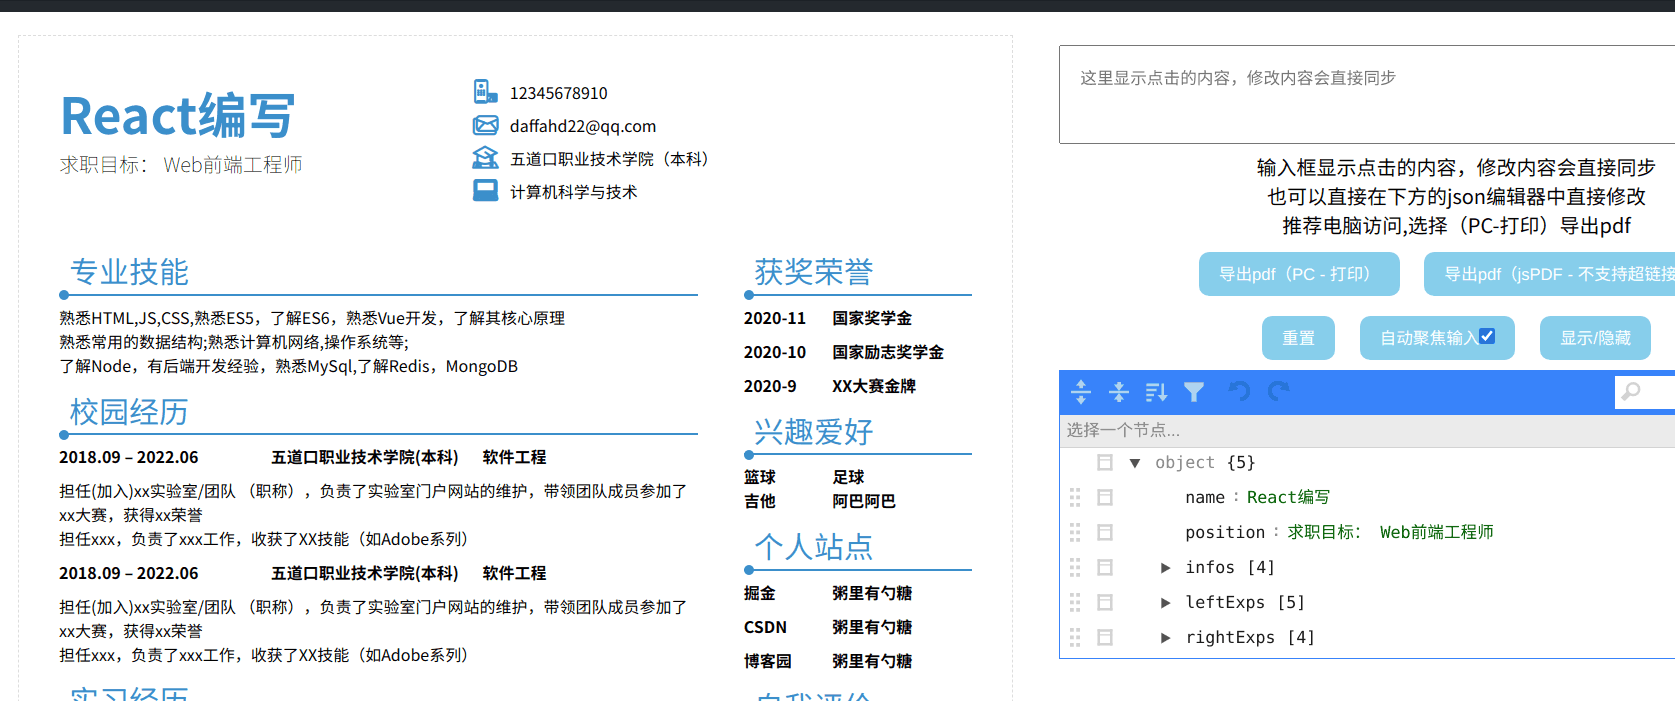 React编写
求职目标： Web前端工程师
12345678910
daffahd22@qq.com
五道口职业技术学院（本科）
计算机科学与技术
专业技能
熟悉HTML,JS,CSS,熟悉ES5，了解ES6，熟悉Vue开发，了解其核心原理
熟悉常用的数据结构;熟悉计算机网络,操作系统等;
了解Node，有后端开发经验，熟悉MySql,了解Redis，MongoDB
校园经历
2018.09 – 2022.06 五道口职业技术学院(本科) 软件工程
担任(加入)xx实验室/团队 （职称），负责了实验室门户网站的维护，带领团队成员参加了
xx大赛，获得xx荣誉
担任xxx，负责了xxx工作，收获了XX技能（如Adobe系列）
2018.09 – 2022.06 五道口职业技术学院(本科) 软件工程
担任(加入)xx实验室/团队 （职称），负责了实验室门户网站的维护，带领团队成员参加了
xx大赛，获得xx荣誉
担任xxx，负责了xxx工作，收获了XX技能（如Adobe系列）
实习经历
获奖荣誉
2020-11 国家奖学金
2020-10 国家励志奖学金
2020-9 XX大赛金牌
兴趣爱好
篮球 足球
吉他 阿巴阿巴
个人站点
掘金 粥里有勺糖
CSDN 粥里有勺糖
博客园 粥里有勺糖
自我评价
这里显示点击的内容，修改内容会直接同步
输入框显示点击的内容，修改内容会直接同步
也可以直接在下方的json编辑器中直接修改
推荐电脑访问,选择（PC-打印）导出pdf
导出pdf（PC - 打印） 导出pdf（jsPDF - 不支持超链接
重置 自动聚焦输入 显示/隐藏
选择一个节点...
object {5}
name : React编写
position : 求职目标： Web前端工程师
infos [4]
leftExps [5]
rightExps [4]